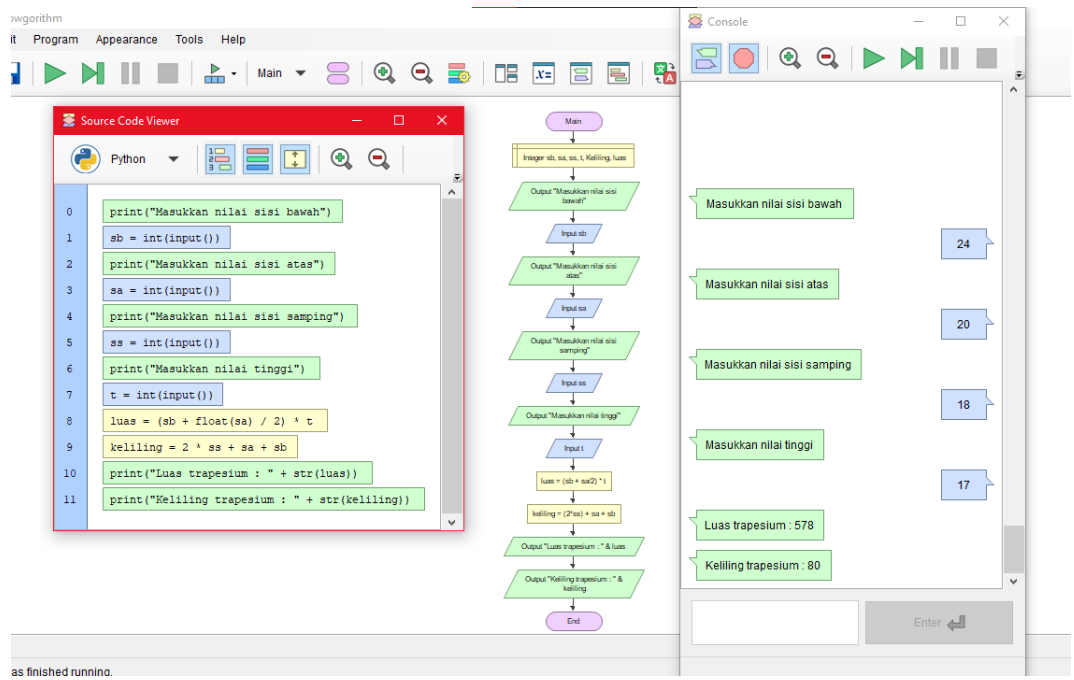 owgorithm
it Program Appearance Tools Help
Main
Source Code Viewer
Python
0 print("Masukkan nilai sisi bawah")
1 sb = int(input())
2 print("Masukkan nilai sisi atas")
3 sa = int(input())
4 print("Masukkan nilai sisi samping")
5 ss = int(input())
6 print("Masukkan nilai tinggi")
7 t = int(input())
8 luas = (sb + float(sa) / 2) * t
9 keliling = 2 * ss + sa + sb
10 print("Luas trapesium : " + str(luas))
11 print("Keliling trapesium : " + str(keliling))
Main
Integer sb, sa, ss, t, Keliling, luas
Output "Masukkan nilai sisi
bawah"
Input sb
Output "Masukkan nilai sisi
atas"
Input sa
Output "Masukkan nilai sisi
samping"
Input ss
Output "Masukkan nilai tinggi"
Input t
luas = (sb + sa/2) * t
keliling = (2*ss) + sa + sb
Output "Luas trapesium : " & luas
Output "Keliling trapesium : " &
keliling
End
Console
Masukkan nilai sisi bawah
24
Masukkan nilai sisi atas
20
Masukkan nilai sisi samping
18
Masukkan nilai tinggi
17
Luas trapesium : 578
Keliling trapesium : 80
Enter
as finished running.